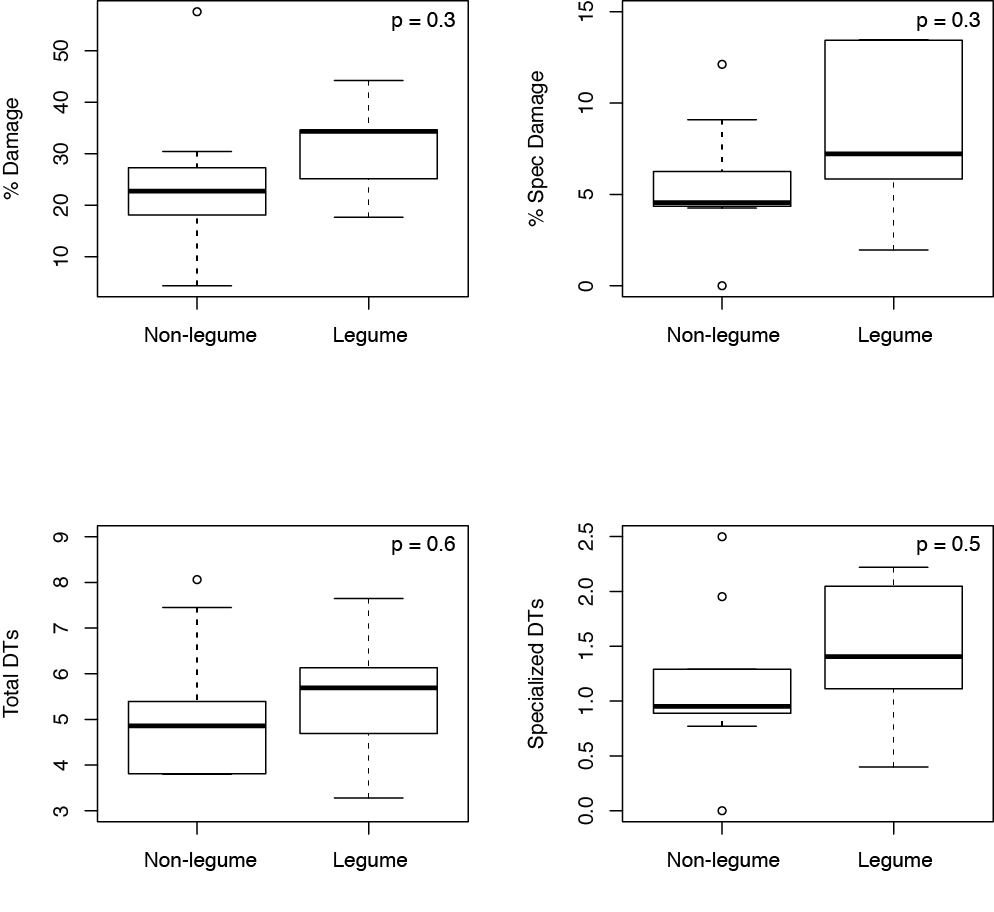 % Damage
50
40
30
20
10
p = 0.3
Non-legume
Legume
% Spec Damage
15
10
5
0
p = 0.3
Non-legume
Legume
Total DTs
9
8
7
6
5
4
3
p = 0.6
Non-legume
Legume
Specialized DTs
2.5
2.0
1.5
1.0
0.5
0.0
p = 0.5
Non-legume
Legume